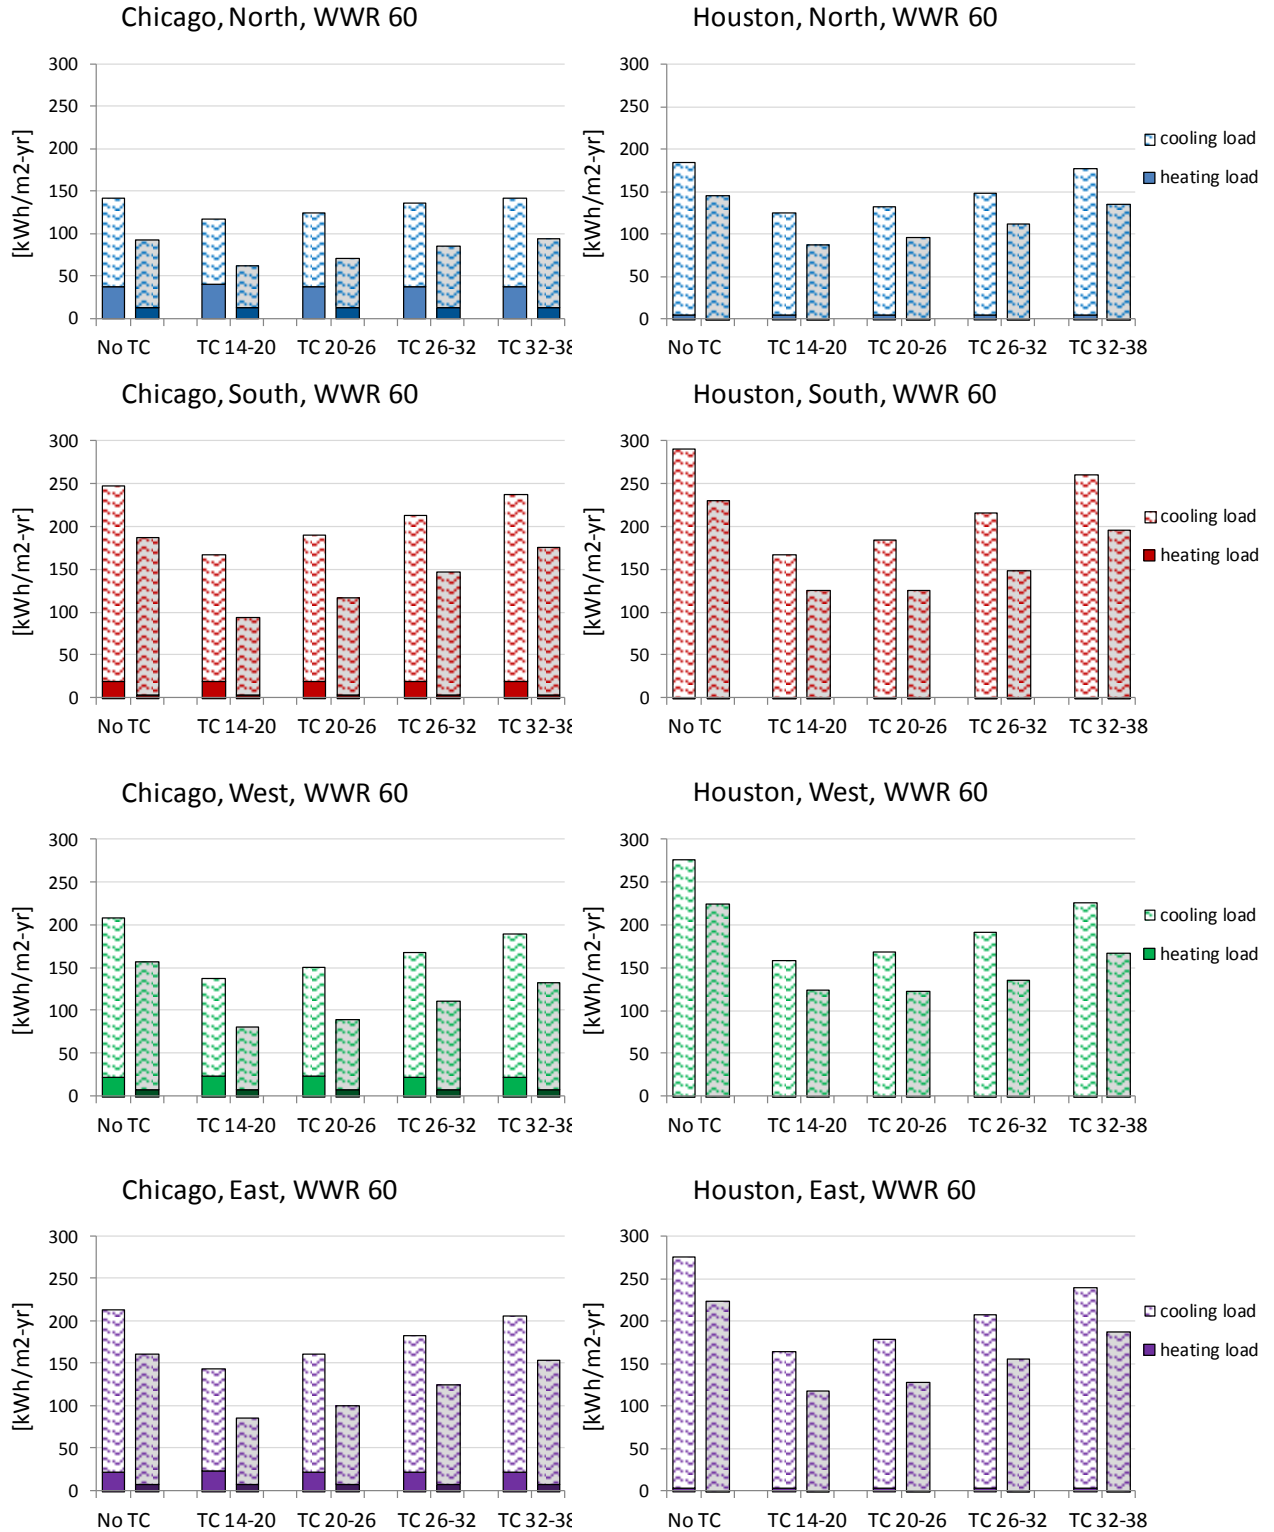 Chicago, North, WWR 60
Houston, North, WWR 60
[kWh/m2-yr]
300
250
200
150
100
50
0
No TC TC 14-20 TC 20-26 TC 26-32 TC 32-38
[kWh/m2-yr]
300
250
200
150
100
50
0
No TC TC 14-20 TC 20-26 TC 26-32 TC 32-38
cooling load
heating load
Chicago, South, WWR 60
Houston, South, WWR 60
[kWh/m2-yr]
300
250
200
150
100
50
0
No TC TC 14-20 TC 20-26 TC 26-32 TC 32-38
[kWh/m2-yr]
300
250
200
150
100
50
0
No TC TC 14-20 TC 20-26 TC 26-32 TC 32-38
cooling load
heating load
Chicago, West, WWR 60
Houston, West, WWR 60
[kWh/m2-yr]
300
250
200
150
100
50
0
No TC TC 14-20 TC 20-26 TC 26-32 TC 32-38
[kWh/m2-yr]
300
250
200
150
100
50
0
No TC TC 14-20 TC 20-26 TC 26-32 TC 32-38
cooling load
heating load
Chicago, East, WWR 60
Houston, East, WWR 60
[kWh/m2-yr]
300
250
200
150
100
50
0
No TC TC 14-20 TC 20-26 TC 26-32 TC 32-38
[kWh/m2-yr]
300
250
200
150
100
50
0
No TC TC 14-20 TC 20-26 TC 26-32 TC 32-38
cooling load
heating load